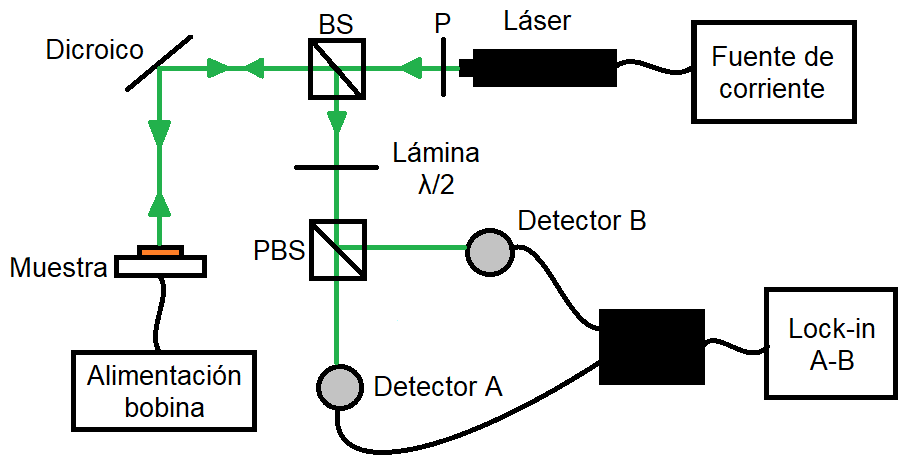 BS
P
Láser
Dicroico
Fuente de
corriente
Lámina
λ/2
Detector B
PBS
Muestra
Lock-in
A-B
Alimentación
bobina
Detector A